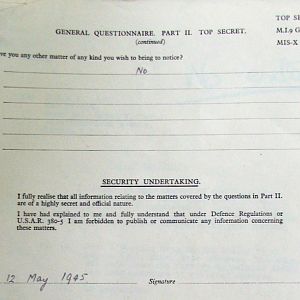 TOP SE
GENERAL QUESTIONNAIRE. PART II. TOP SECRET.
M.I.9 G
(continued)
MIS-X
ve you any other matter of any kind you wish to bring to notice?
No
SECURITY UNDERTAKING.
I fully realise that all information relating to the matters covered by the questions in Part II.
are of a highly secret and official nature.
I have had explained to me and fully understand that under Defence Regulations or
U.S.A.R. 380-5 I am forbidden to publish or communicate any information concerning
these matters.
12 May 1945
Signature